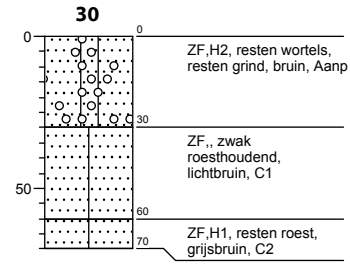 30
0
0
ZF,H2, resten wortels,
resten grind, bruin, Aanp
30
ZF,, zwak
roesthoudend,
lichtbruin, C1
50
60
ZF,H1, resten roest,
grijsbruin, C2
70